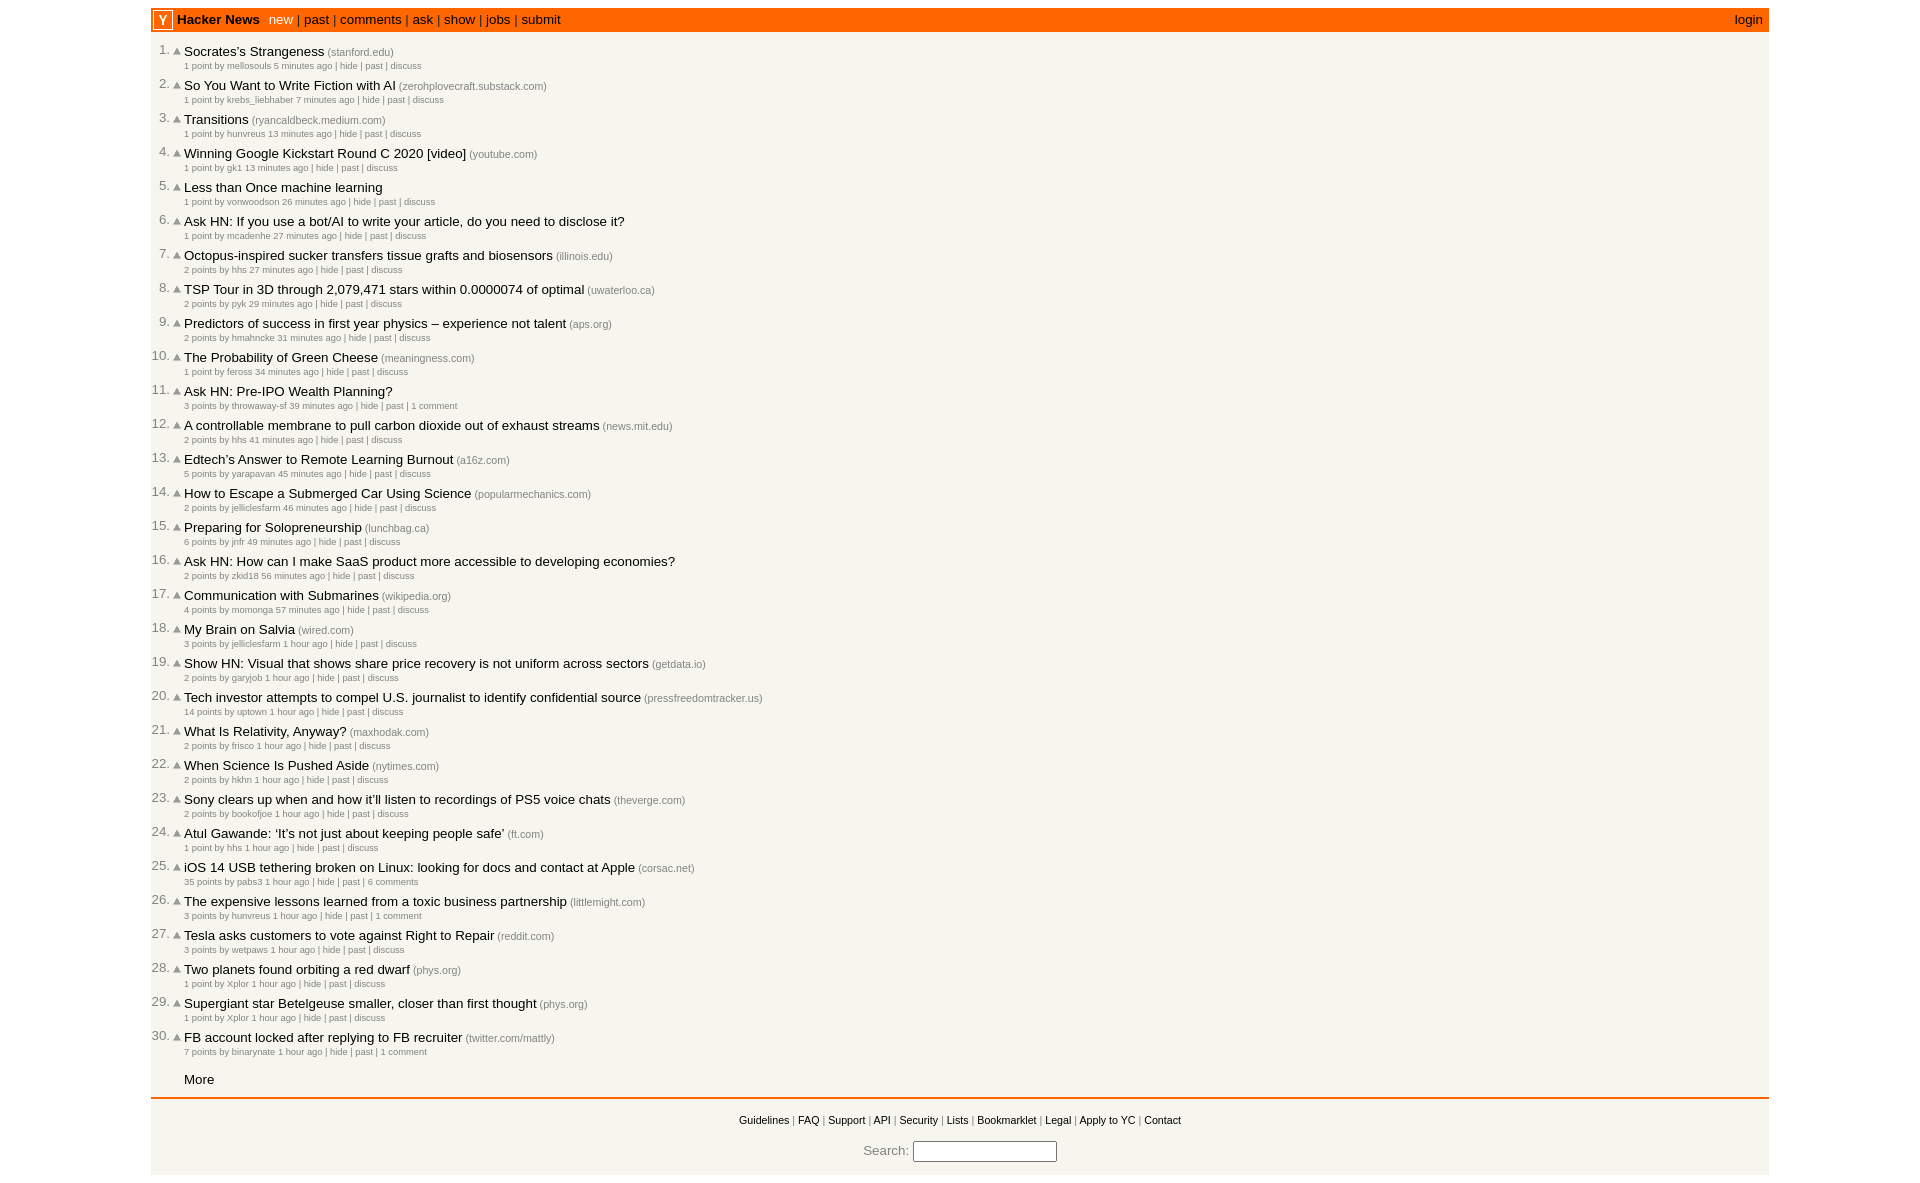 Y Hacker News new | past | comments | ask | show | jobs | submit login
1. Socrates’s Strangeness (stanford.edu)
1 point by mellosouls 5 minutes ago | hide | past | discuss
2. So You Want to Write Fiction with AI (zerohplovecraft.substack.com)
1 point by krebs_liebhaber 7 minutes ago | hide | past | discuss
3. Transitions (ryancaldbeck.medium.com)
1 point by hunvreus 13 minutes ago | hide | past | discuss
4. Winning Google Kickstart Round C 2020 [video] (youtube.com)
1 point by gk1 13 minutes ago | hide | past | discuss
5. Less than Once machine learning
1 point by vonwoodson 26 minutes ago | hide | past | discuss
6. Ask HN: If you use a bot/AI to write your article, do you need to disclose it?
1 point by mcadenhe 27 minutes ago | hide | past | discuss
7. Octopus-inspired sucker transfers tissue grafts and biosensors (illinois.edu)
2 points by hhs 27 minutes ago | hide | past | discuss
8. TSP Tour in 3D through 2,079,471 stars within 0.0000074 of optimal (uwaterloo.ca)
2 points by pyk 29 minutes ago | hide | past | discuss
9. Predictors of success in first year physics – experience not talent (aps.org)
2 points by hmahncke 31 minutes ago | hide | past | discuss
10. The Probability of Green Cheese (meaningness.com)
1 point by feross 34 minutes ago | hide | past | discuss
11. Ask HN: Pre-IPO Wealth Planning?
3 points by throwaway-sf 39 minutes ago | hide | past | 1 comment
12. A controllable membrane to pull carbon dioxide out of exhaust streams (news.mit.edu)
2 points by hhs 41 minutes ago | hide | past | discuss
13. Edtech’s Answer to Remote Learning Burnout (a16z.com)
5 points by yarapavan 45 minutes ago | hide | past | discuss
14. How to Escape a Submerged Car Using Science (popularmechanics.com)
2 points by jelliclesfarm 46 minutes ago | hide | past | discuss
15. Preparing for Solopreneurship (lunchbag.ca)
6 points by jnfr 49 minutes ago | hide | past | discuss
16. Ask HN: How can I make SaaS product more accessible to developing economies?
2 points by zkid18 56 minutes ago | hide | past | discuss
17. Communication with Submarines (wikipedia.org)
4 points by momonga 57 minutes ago | hide | past | discuss
18. My Brain on Salvia (wired.com)
3 points by jelliclesfarm 1 hour ago | hide | past | discuss
19. Show HN: Visual that shows share price recovery is not uniform across sectors (getdata.io)
2 points by garyjob 1 hour ago | hide | past | discuss
20. Tech investor attempts to compel U.S. journalist to identify confidential source (pressfreedomtracker.us)
14 points by uptown 1 hour ago | hide | past | discuss
21. What Is Relativity, Anyway? (maxhodak.com)
2 points by frisco 1 hour ago | hide | past | discuss
22. When Science Is Pushed Aside (nytimes.com)
2 points by hkhn 1 hour ago | hide | past | discuss
23. Sony clears up when and how it’ll listen to recordings of PS5 voice chats (theverge.com)
2 points by bookofjoe 1 hour ago | hide | past | discuss
24. Atul Gawande: ‘It’s not just about keeping people safe’ (ft.com)
1 point by hhs 1 hour ago | hide | past | discuss
25. iOS 14 USB tethering broken on Linux: looking for docs and contact at Apple (corsac.net)
35 points by pabs3 1 hour ago | hide | past | 6 comments
26. The expensive lessons learned from a toxic business partnership (littlemight.com)
3 points by hunvreus 1 hour ago | hide | past | 1 comment
27. Tesla asks customers to vote against Right to Repair (reddit.com)
3 points by wetpaws 1 hour ago | hide | past | discuss
28. Two planets found orbiting a red dwarf (phys.org)
1 point by Xplor 1 hour ago | hide | past | discuss
29. Supergiant star Betelgeuse smaller, closer than first thought (phys.org)
1 point by Xplor 1 hour ago | hide | past | discuss
30. FB account locked after replying to FB recruiter (twitter.com/mattly)
7 points by binarynate 1 hour ago | hide | past | 1 comment
More
Guidelines | FAQ | Support | API | Security | Lists | Bookmarklet | Legal | Apply to YC | Contact
Search: